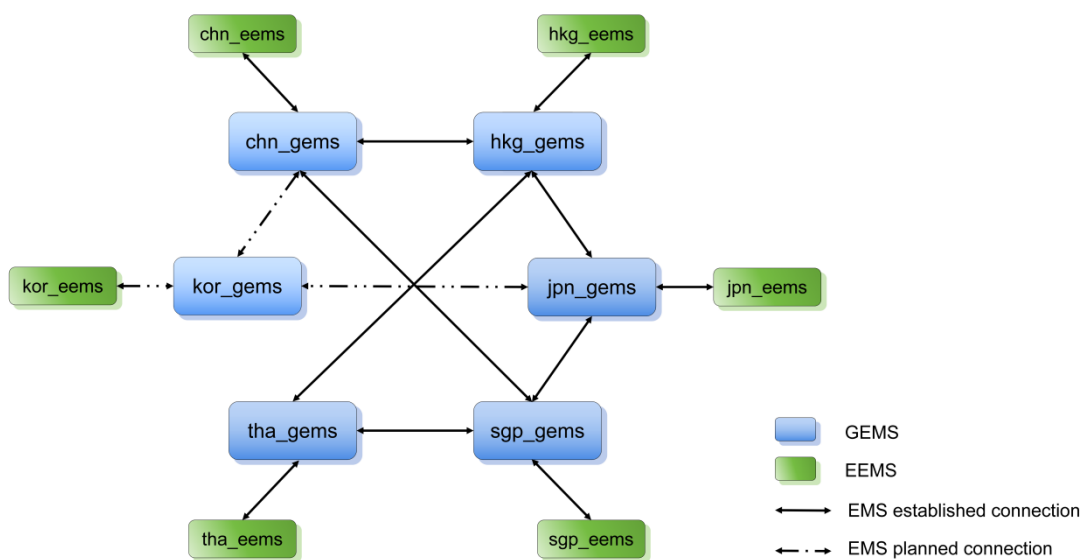 chn_eems
hkg_eems
chn_gems
hkg_gems
kor_eems
kor_gems
jpn_gems
jpn_eems
tha_gems
sgp_gems
GEMS
EEMS
EMS established connection
tha_eems
sgp_eems
EMS planned connection